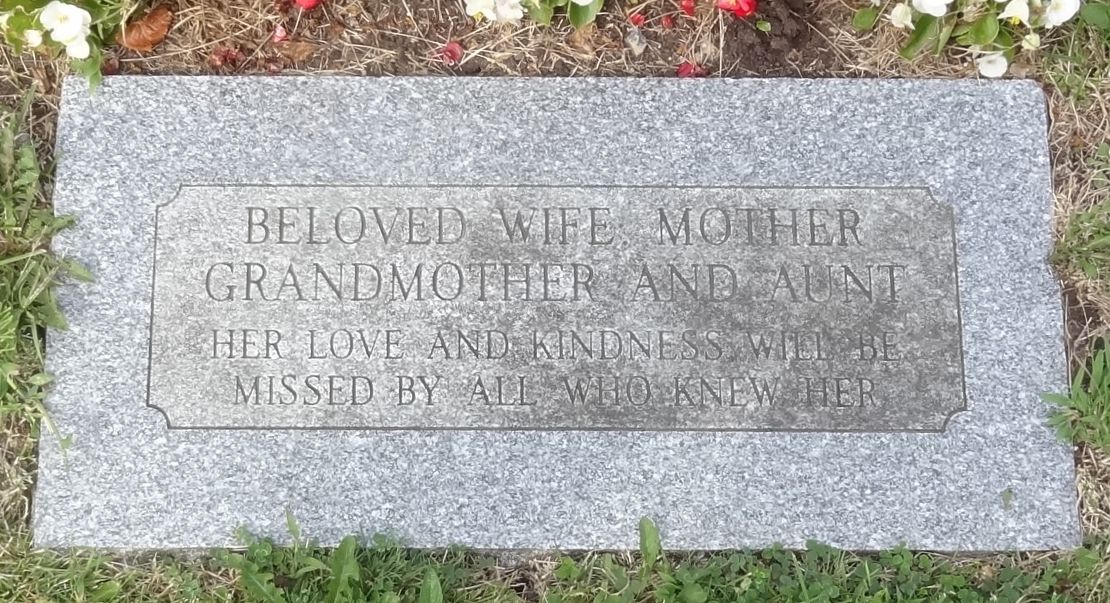 BELOVED WIFE, MOTHER
GRANDMOTHER AND AUNT
HER LOVE AND KINDNESS WILL BE
MISSED BY ALL WHO KNEW HER